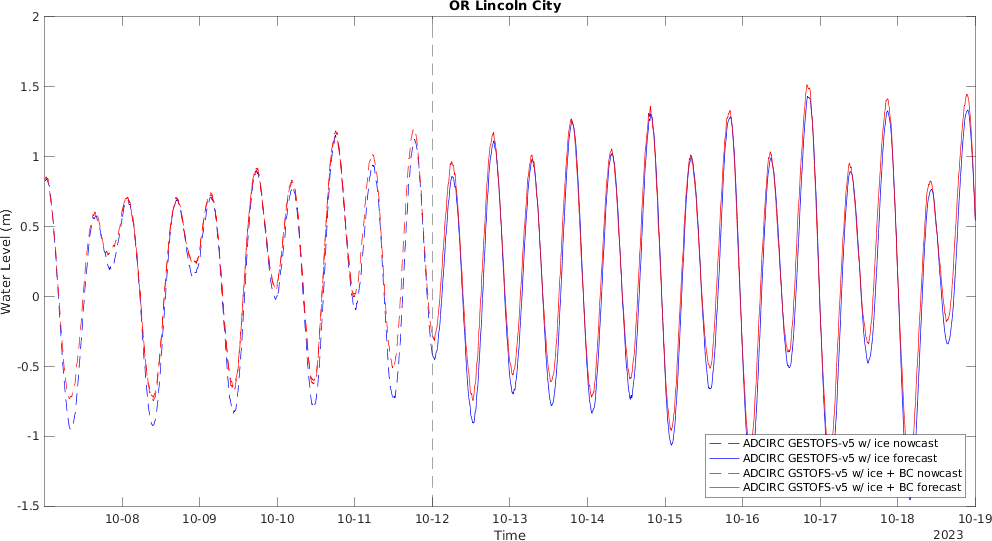 OR Lincoln City
2
1.5
1
0.5
0
-0.5
-1
-1.5
Water Level (m)
ADCIRC GESTOFS-v5 w/ ice nowcast
ADCIRC GESTOFS-v5 w/ ice forecast
ADCIRC GSTOFS-v5 w/ ice + BC nowcast
ADCIRC GSTOFS-v5 w/ ice + BC forecast
10-08 10-09 10-10 10-11 10-12 10-13 10-14 10-15 10-16 10-17 10-18 10-19
Time
2023